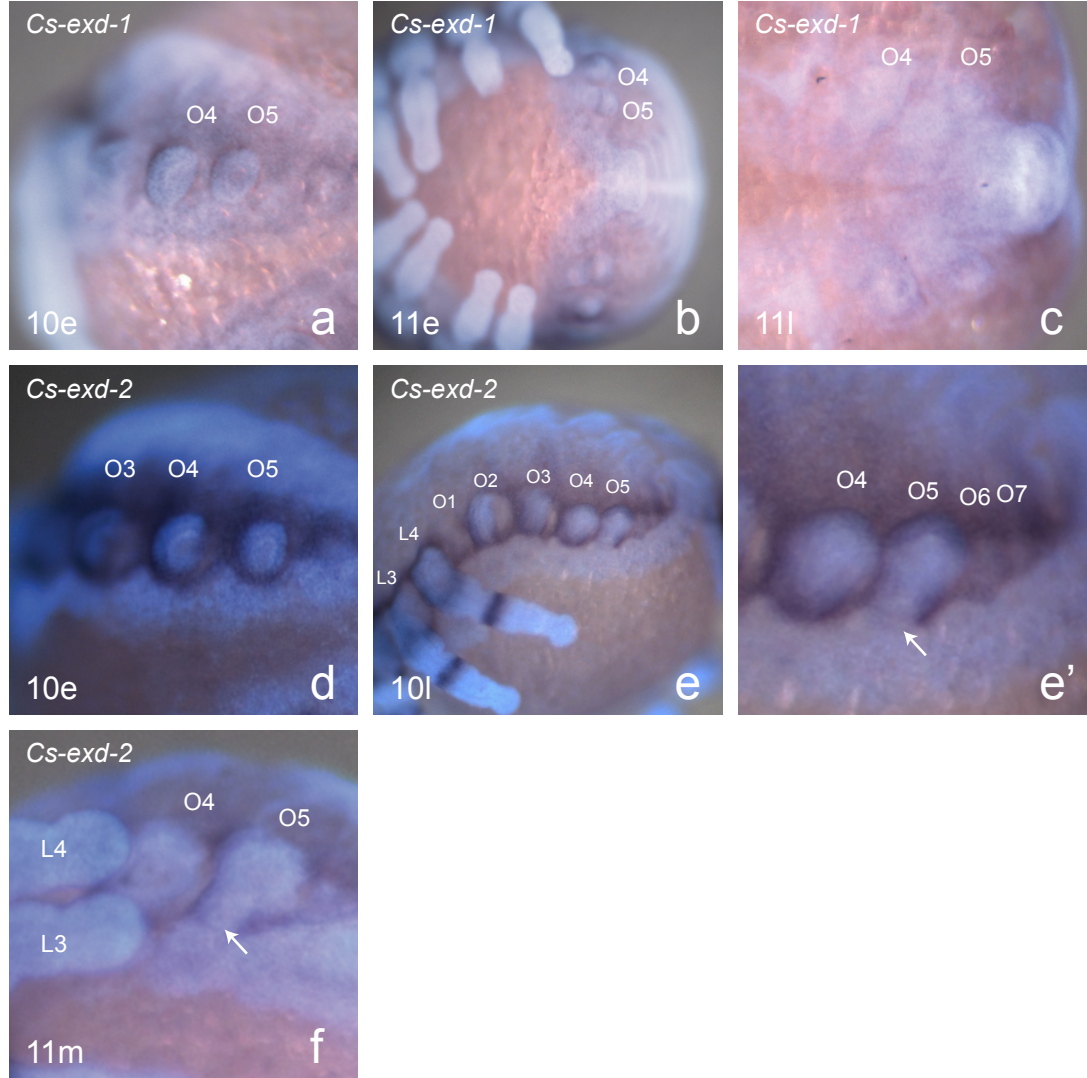 Cs-exd-1
O4 O5
10e a
Cs-exd-1
O4
O5
11e b
Cs-exd-1
O4 O5
11l c
Cs-exd-2
O3 O4 O5
10e d
Cs-exd-2
O1 O2 O3 O4 O5
L4
L3
10l e
O4 O5 O6 O7
e’
Cs-exd-2
O4
O5
L4
L3
11m f